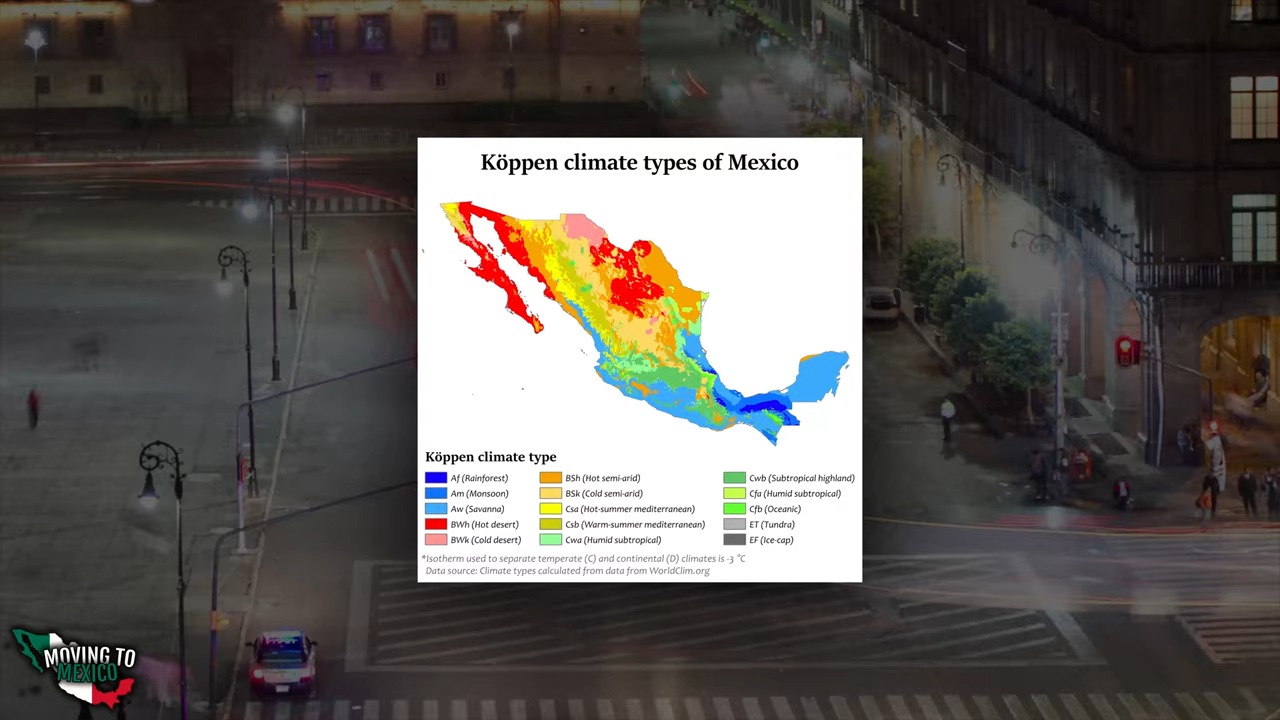 Köppen climate types of Mexico
Köppen climate type
Af (Rainforest)
Am (Monsoon)
Aw (Savanna)
BWh (Hot desert)
BWk (Cold desert)
BSh (Hot semi-arid)
BSk (Cold semi-arid)
Csa (Hot-summer mediterranean)
Csb (Warm-summer mediterranean)
Cwa (Humid subtropical)
Cwb (Subtropical highland)
Cfa (Humid subtropical)
Cfb (Oceanic)
ET (Tundra)
EF (Ice-cap)
*Isotherm used to separate temperate (C) and continental (D) climates is -3 °C
Data source: Climate types calculated from data from WorldClim.org
MOVING TO
MEXICO